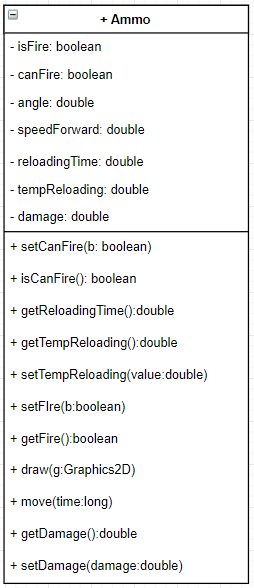 + Ammo
- isFire: boolean
- canFire: boolean
- angle: double
- speedForward: double
- reloadingTime: double
- tempReloading: double
- damage: double
+ setCanFire(b: boolean)
+ isCanFire(): boolean
+ getReloadingTime():double
+ getTempReloading():double
+ setTempReloading(value:double)
+ setFIre(b:boolean)
+ getFire():boolean
+ draw(g:Graphics2D)
+ move(time:long)
+ getDamage():double
+ setDamage(damage:double)